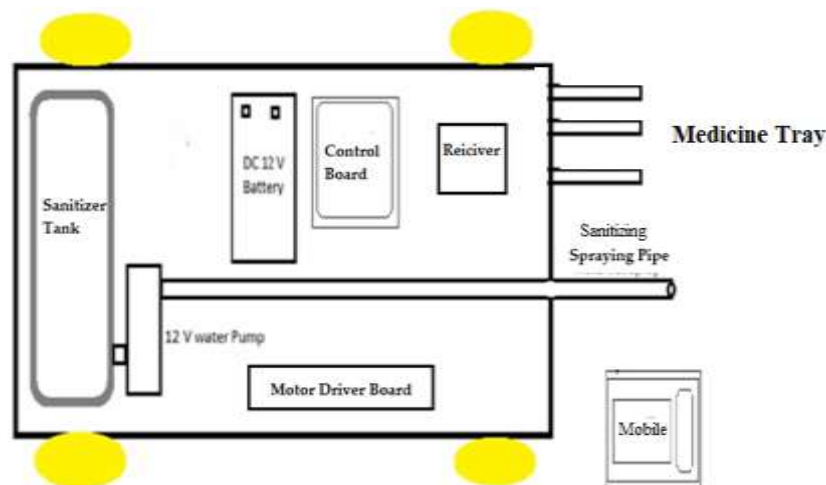 Medicine Tray
DC 12 V
Battery
Control
Board
Reiciver
Sanitizer
Tank
Sanitizing
Spraying Pipe
12 V water Pump
Motor Driver Board
Mobile